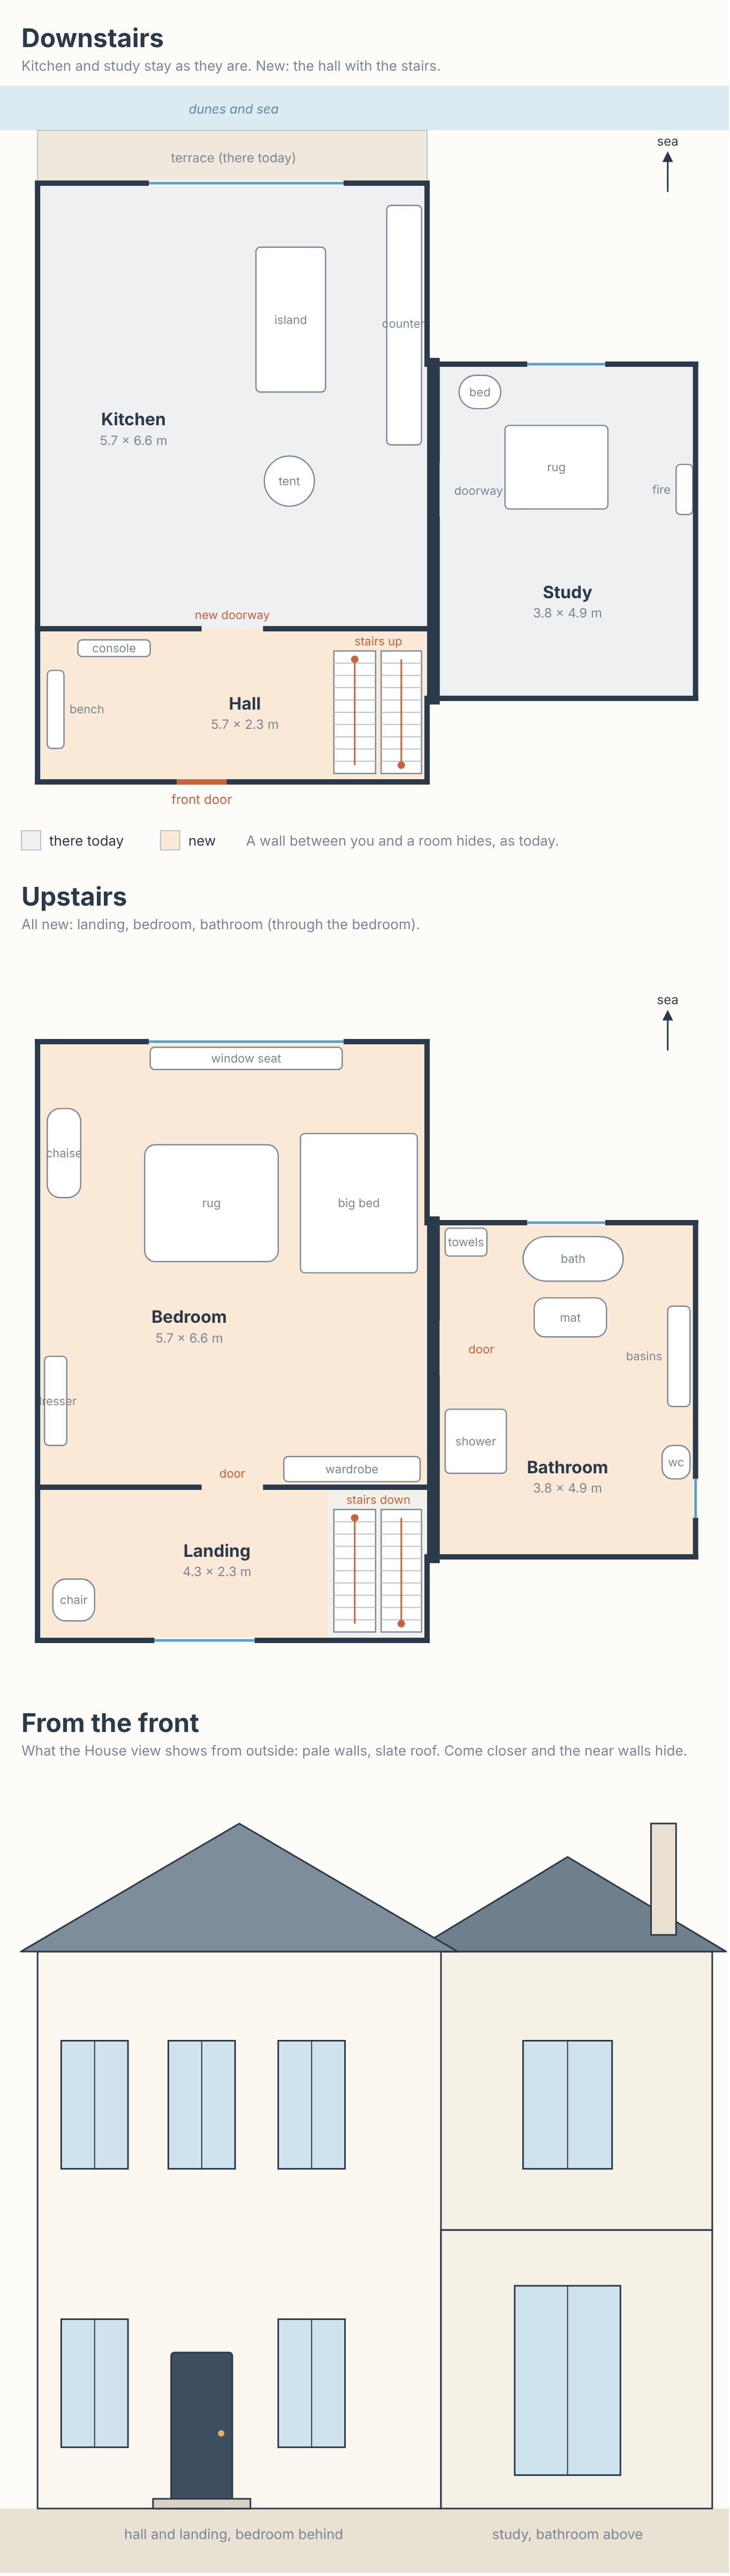 Downstairs
Kitchen and study stay as they are. New: the hall with the stairs.
dunes and sea
sea
terrace (there today)
island
counter
bed
Kitchen
5.7 × 6.6 m
rug
tent
doorway
fire
Study
3.8 × 4.9 m
new doorway
console
stairs up
bench
Hall
5.7 × 2.3 m
front door
there today
new
A wall between you and a room hides, as today.
Upstairs
All new: landing, bedroom, bathroom (through the bedroom).
sea
window seat
chaise
rug
big bed
towels
bath
mat
Bedroom
5.7 × 6.6 m
door
basins
dresser
shower
wc
Bathroom
3.8 × 4.9 m
door
wardrobe
stairs down
Landing
4.3 × 2.3 m
chair
From the front
What the House view shows from outside: pale walls, slate roof. Come closer and the near walls hide.
hall and landing, bedroom behind
study, bathroom above